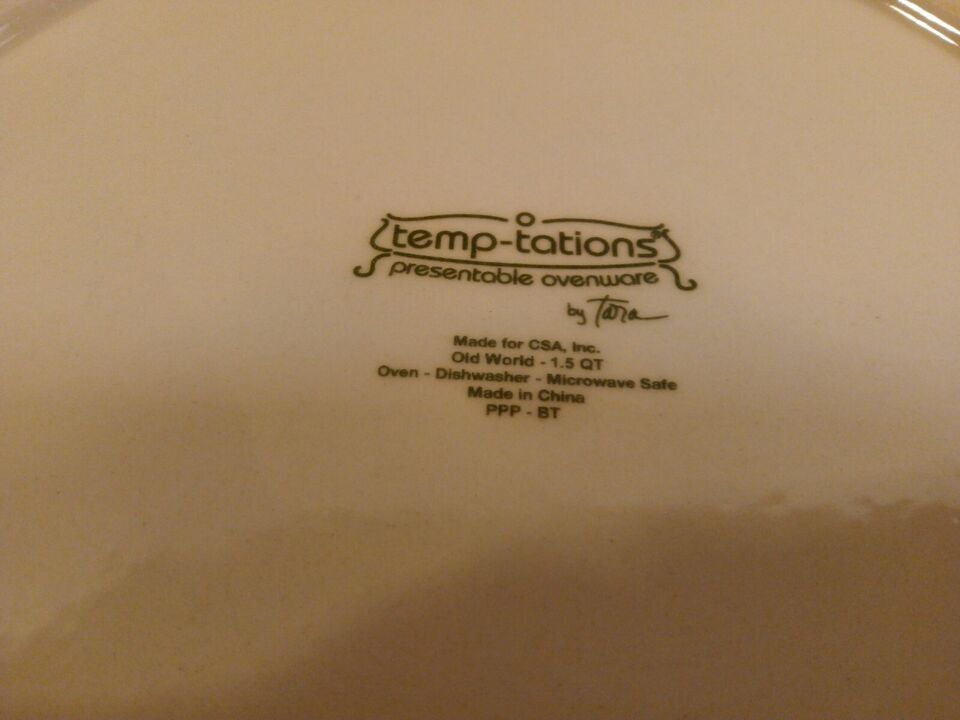 temp-tations
presentable ovenware
by Tara
Made for CSA, Inc.
Old World - 1.5 QT
Oven - Dishwasher - Microwave Safe
Made in China
PPP - BT